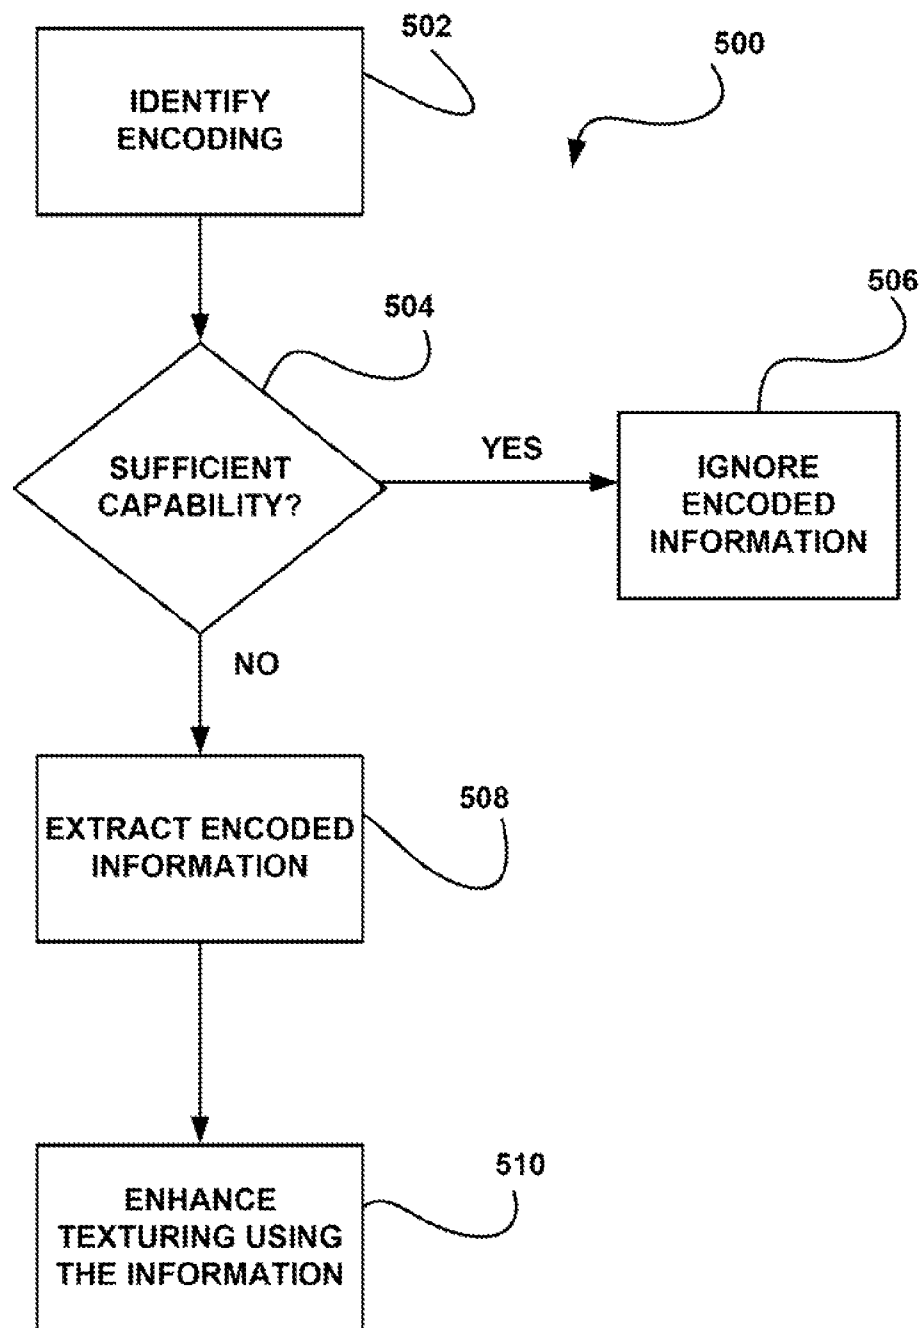 502
500
IDENTIFY
ENCODING
504
506
SUFFICIENT
CAPABILITY?
YES
IGNORE
ENCODED
INFORMATION
NO
508
EXTRACT ENCODED
INFORMATION
510
ENHANCE
TEXTURING USING
THE INFORMATION